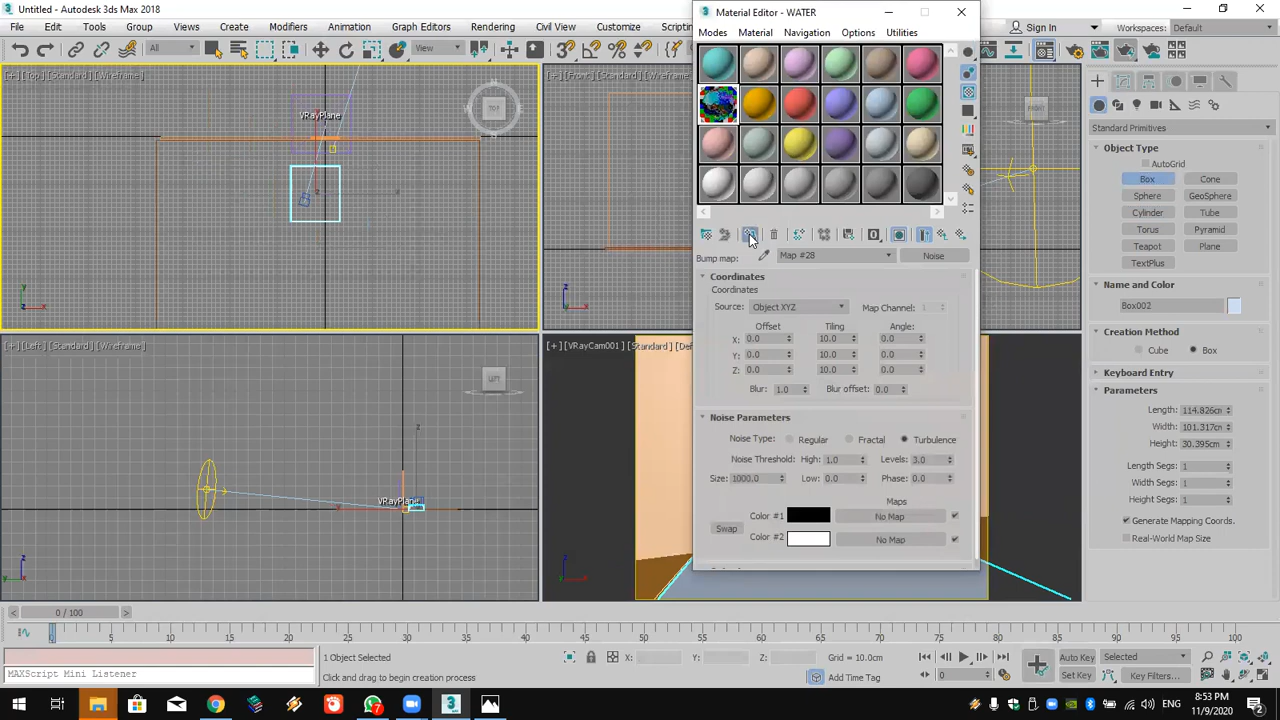 Untitled - Autodesk 3ds Max 2018
File Edit Tools Group Views Create Modifiers Animation Graph Editors Rendering Customize Scripting
Sign In Workspaces: Default
All View
[+] [Top] [Standard] [Wireframe]
[+] [Front] [Standard] [Wireframe]
VRayPlane
TOP
FRONT
[+] [Left] [Standard] [Wireframe]
LEFT
VRayPlane
[+] [VRayCam001] [Standard]
Material Editor - WATER
Modes Material Navigation Options Utilities
Bump map: Map #28 Noise
Coordinates
Coordinates
Source: Object XYZ Map Channel: 1
Offset Tiling Angle:
X: 0.0 10.0 0.0
Y: 0.0 10.0 0.0
Z: 0.0 10.0 0.0
Blur: 1.0 Blur offset: 0.0
Noise Parameters
Noise Type: Regular Fractal Turbulence
Noise Threshold: High: 1.0 Levels: 3.0
Size: 1000.0 Low: 0.0 Phase: 0.0
Maps
Color #1 No Map
Swap
Color #2 No Map
Standard Primitives
Object Type
AutoGrid
Box Cone
Sphere GeoSphere
Cylinder Tube
Torus Pyramid
Teapot Plane
TextPlus
Name and Color
Box002
Creation Method
Cube Box
Keyboard Entry
Parameters
Length: 114.826cm
Width: 101.317cm
Height: 30.395cm
Length Segs: 1
Width Segs: 1
Height Segs: 1
Generate Mapping Coords.
Real-World Map Size
0 / 100
0 5 10 15 20 25 30 35 40 45 50 55 60 65 70 75 80 85 90 95 100
MAXScript Mini Listener
1 Object Selected
Click and drag to begin creation process
X: Y: Z: Grid = 10.0cm
Add Time Tag
Auto Key Selected
Set Key Key Filters...
0
8:53 PM
11/9/2020